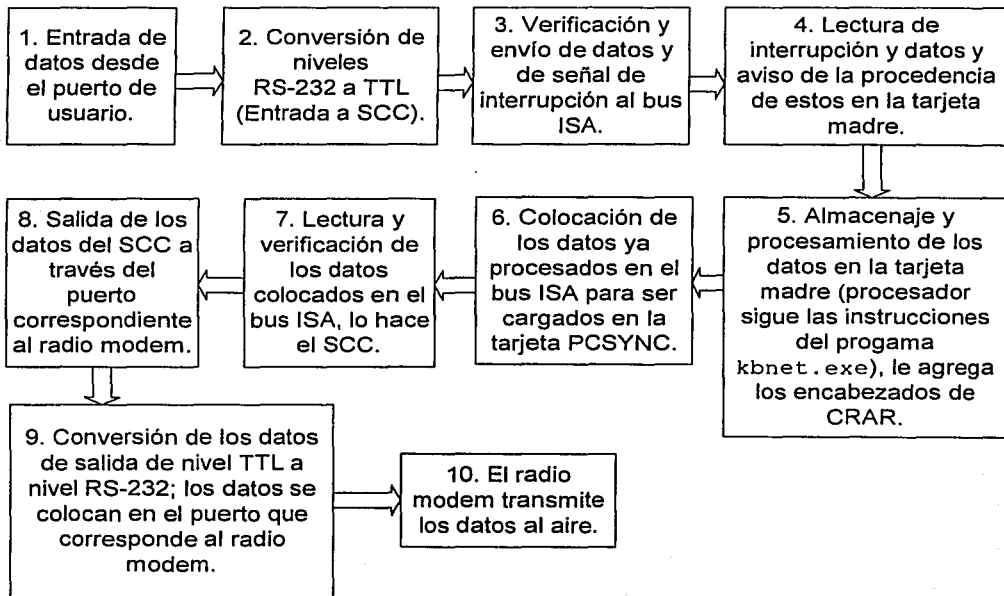 1. Entrada de
datos desde
el puerto de
usuario.
2. Conversión de
niveles
RS-232 a TTL
(Entrada a SCC).
3. Verificación y
envío de datos y
de señal de
interrupción al bus
ISA.
4. Lectura de
interrupción y datos y
aviso de la procedencia
de estos en la tarjeta
madre.
5. Almacenaje y
procesamiento de los
datos en la tarjeta
madre (procesador
sigue las instrucciones
del progama
kbnet.exe), le agrega
los encabezados de
CRAR.
6. Colocación de
los datos ya
procesados en el
bus ISA para ser
cargados en la
tarjeta PCSYNC.
7. Lectura y
verificación de
los datos
colocados en el
bus ISA, lo hace
el SCC.
8. Salida de los
datos del SCC a
través del
puerto
correspondiente
al radio modem.
9. Conversión de los datos
de salida de nivel TTL a
nivel RS-232; los datos se
colocan en el puerto que
corresponde al radio
modem.
10. El radio
modem transmite
los datos al aire.